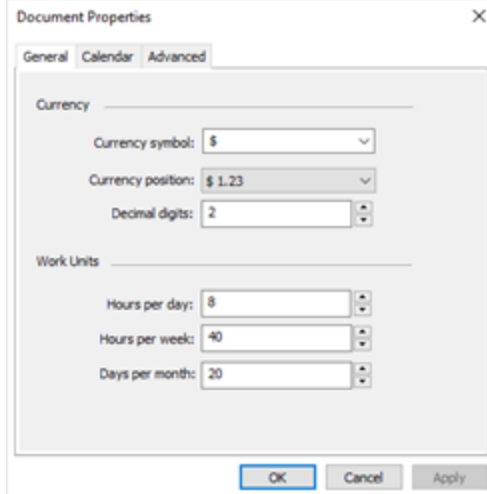 Document Properties
General Calendar Advanced
Currency
Currency symbol: $
Currency position: $ 1.23
Decimal digits: 2
Work Units
Hours per day: 8
Hours per week: 40
Days per month: 20
OK Cancel Apply